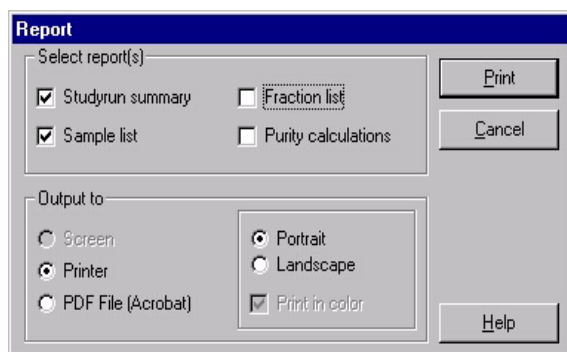 Report
Select report(s)
Studyrun summary
Fraction list
Sample list
Purity calculations
Print
Cancel
Output to
Screen
Printer
PDF File (Acrobat)
Portrait
Landscape
Print in color
Help